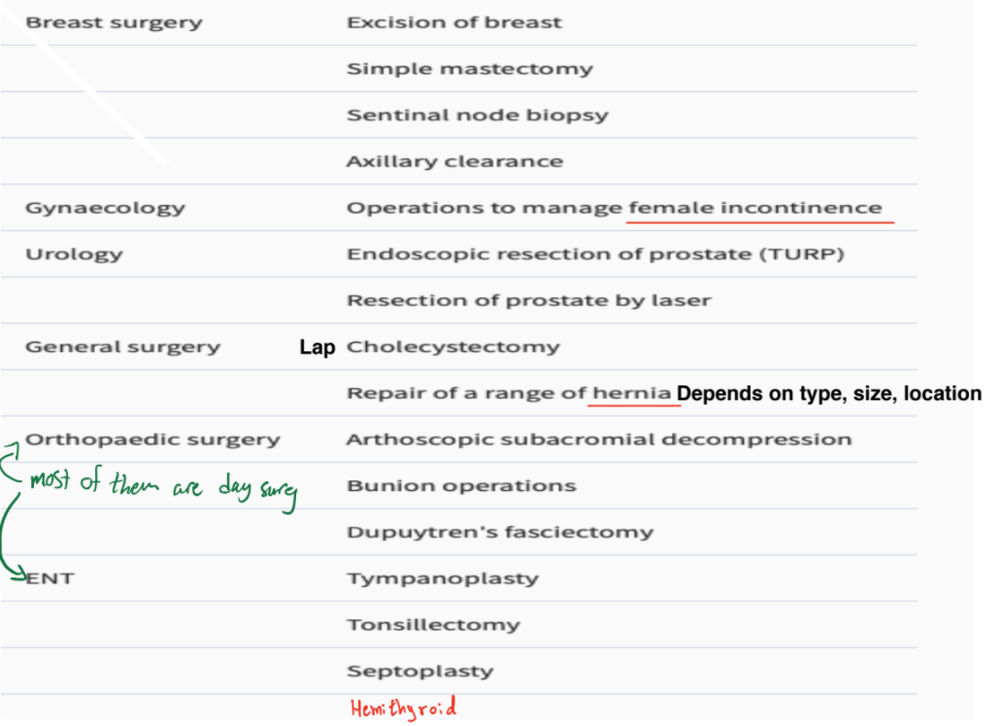 Breast surgery Excision of breast
Simple mastectomy
Sentinal node biopsy
Axillary clearance
Gynaecology Operations to manage female incontinence
Urology Endoscopic resection of prostate (TURP)
Resection of prostate by laser
General surgery Lap Cholecystectomy
Repair of a range of hernia Depends on type, size, location
Orthopaedic surgery Arthoscopic subacromial decompression
most of them are day surg Bunion operations
Dupuytren's fasciectomy
ENT Tympanoplasty
Tonsillectomy
Septoplasty
Hemithyroid